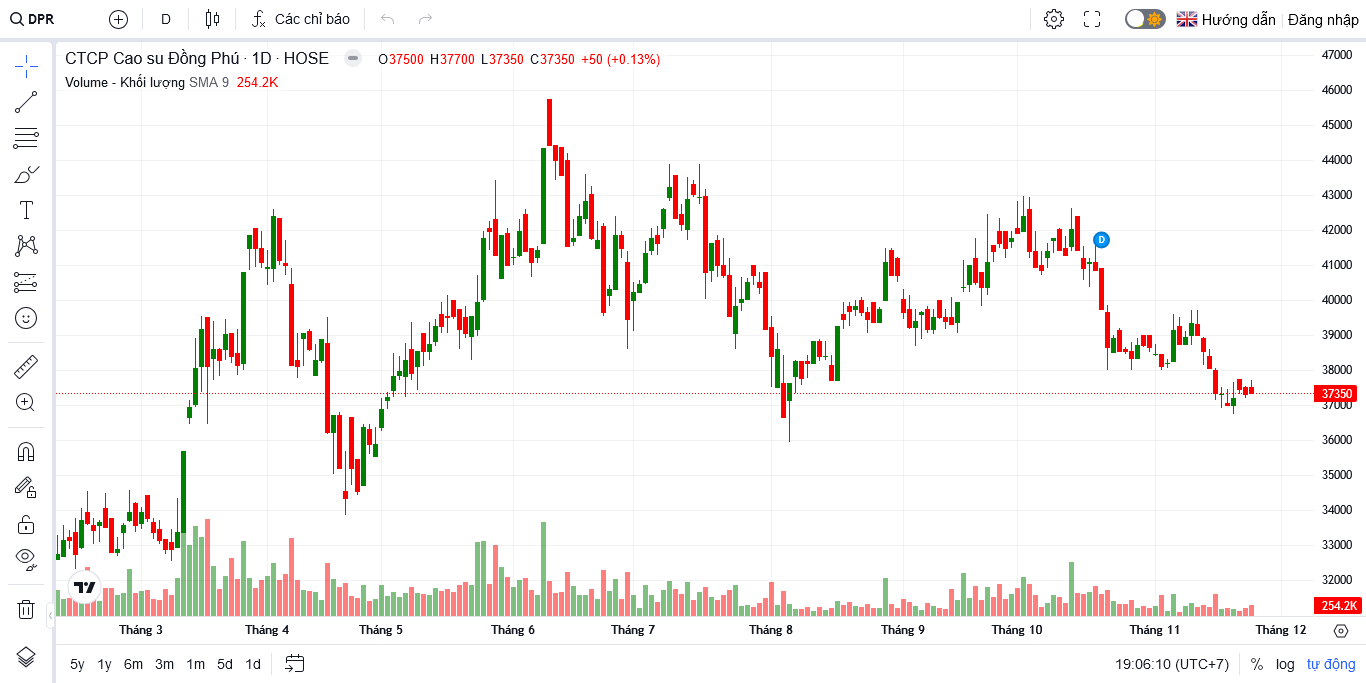 DPR D Các chỉ báo Hướng dẫn Đăng nhập
CTCP Cao su Đồng Phú · 1D · HOSE O37500 H37700 L37350 C37350 +50 (+0.13%)
Volume - Khối lượng SMA 9 254.2K
47000
46000
45000
44000
43000
42000
D
41000
40000
39000
38000
37350
37000
36000
35000
34000
33000
32000
254.2K
Tháng 3 Tháng 4 Tháng 5 Tháng 6 Tháng 7 Tháng 8 Tháng 9 Tháng 10 Tháng 11 Tháng 12
5y 1y 6m 3m 1m 5d 1d 19:06:10 (UTC+7) % log tự động